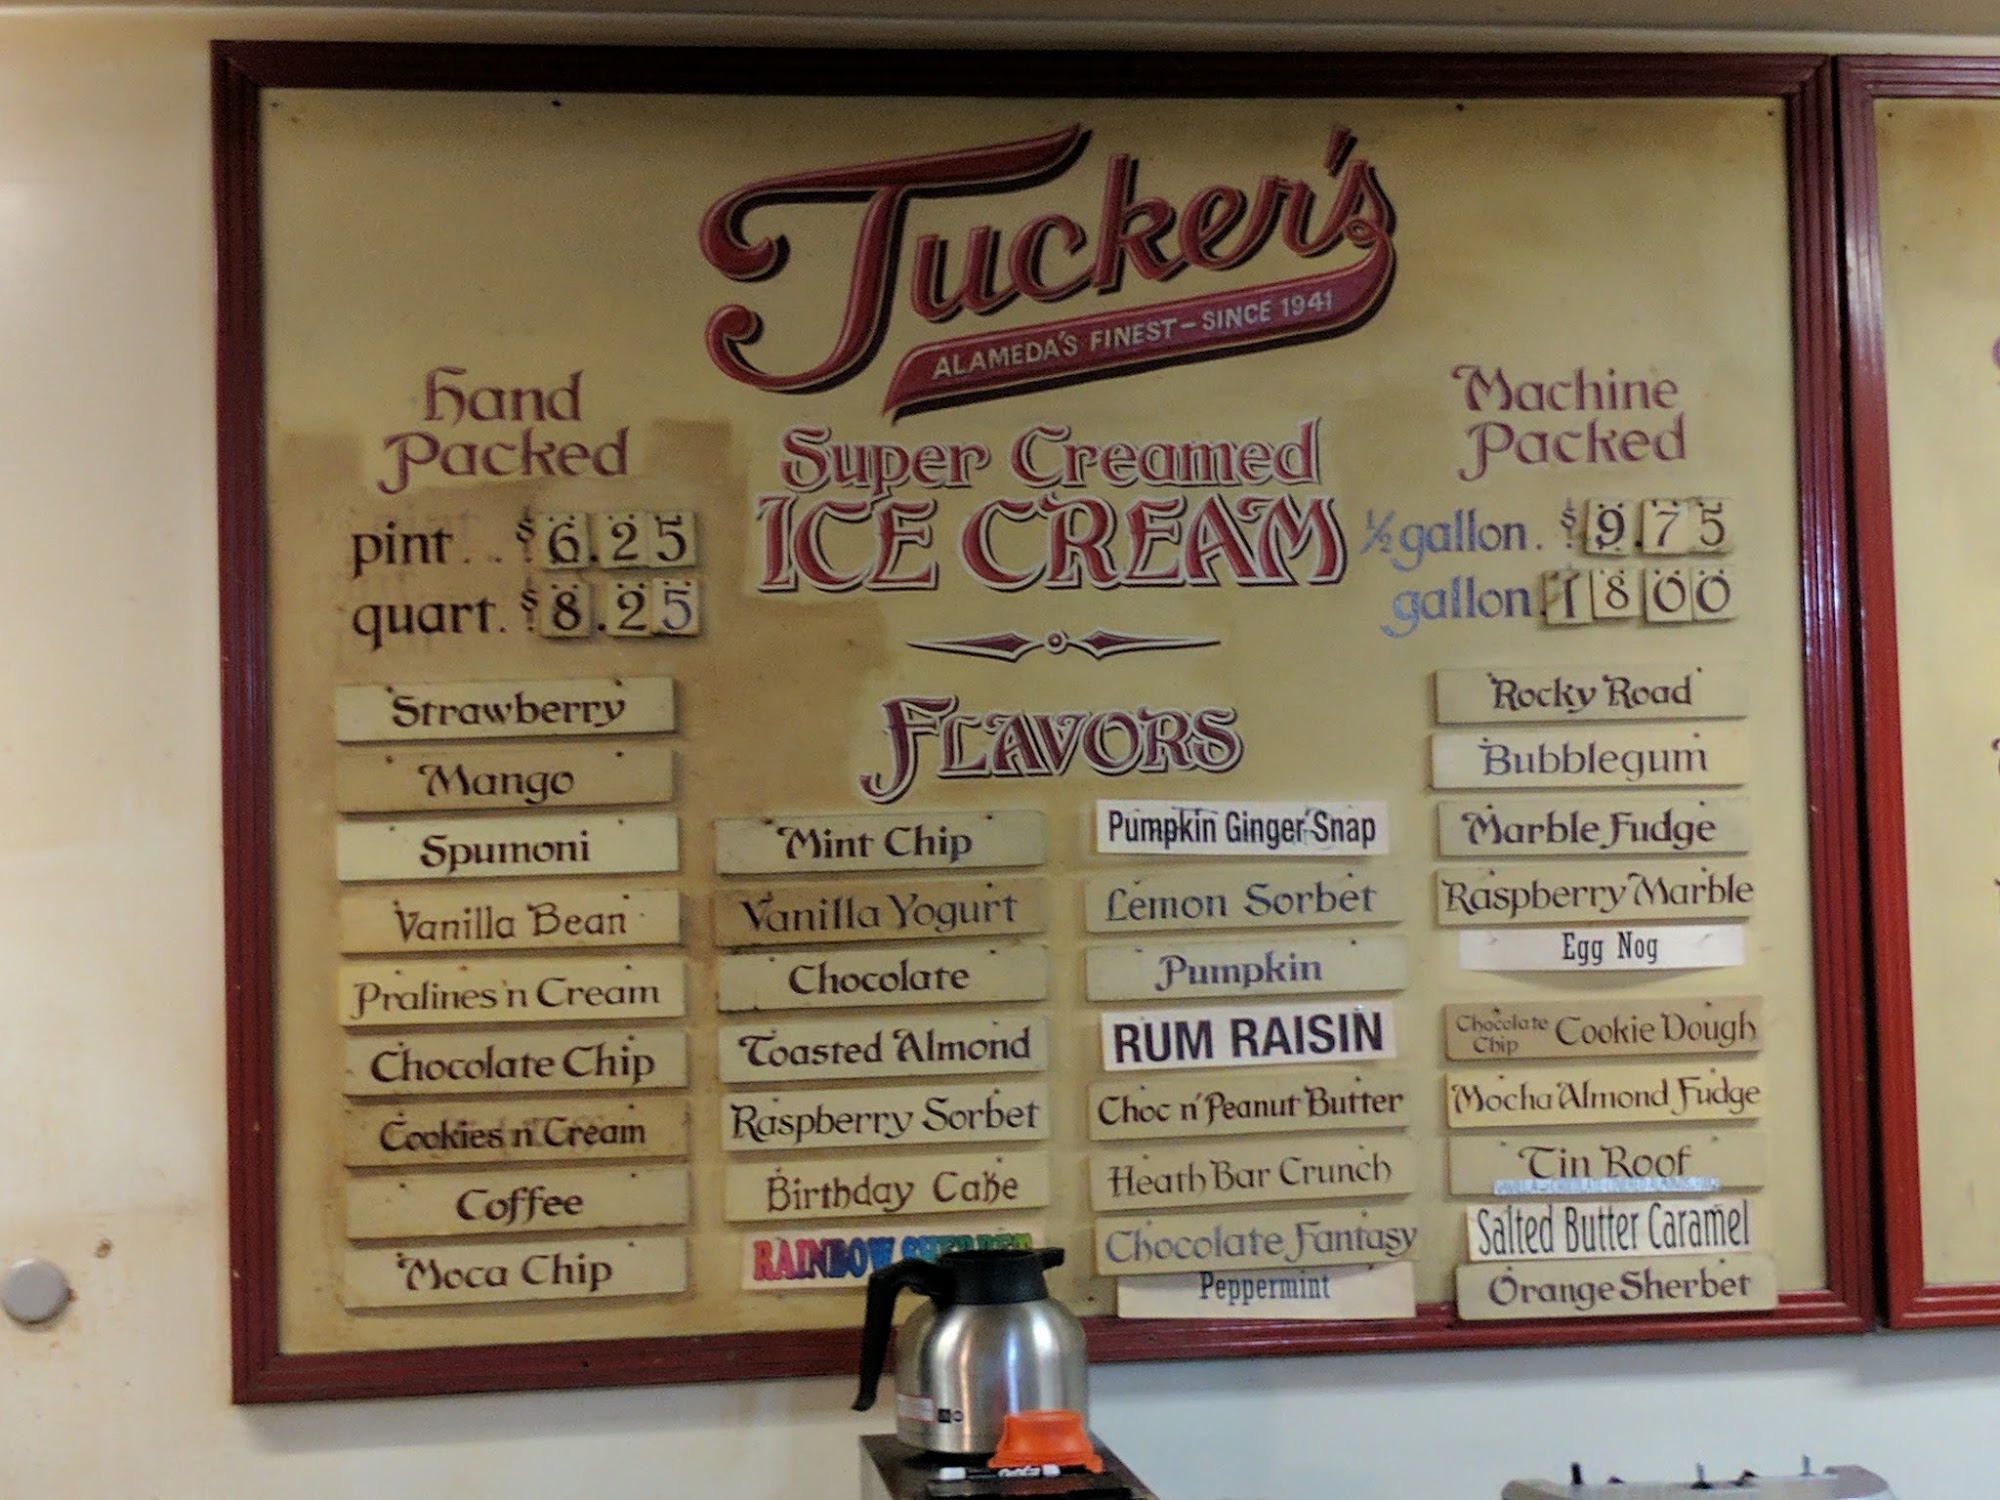 Tucker's
ALAMEDA'S FINEST - SINCE 1941
Hand
Packed
pint . . $6.25
quart. $8.25
Super Creamed
ICE CREAM
Machine
Packed
½ gallon. $9.75
gallon. 1800
FLAVORS
Strawberry
Mango
Spumoni
Vanilla Bean
Pralines 'n Cream
Chocolate Chip
Cookies n' Cream
Coffee
Moca Chip
Mint Chip
Vanilla Yogurt
Chocolate
Toasted Almond
Raspberry Sorbet
Birthday Cake
RAINBOW
Pumpkin Ginger Snap
Lemon Sorbet
Pumpkin
RUM RAISIN
Choc n' Peanut Butter
Heath Bar Crunch
Chocolate Fantasy
Peppermint
Rocky Road
Bubblegum
Marble Fudge
Raspberry Marble
Egg Nog
Chocolate Chip Cookie Dough
Mocha Almond Fudge
Tin Roof
Salted Butter Caramel
Orange Sherbet